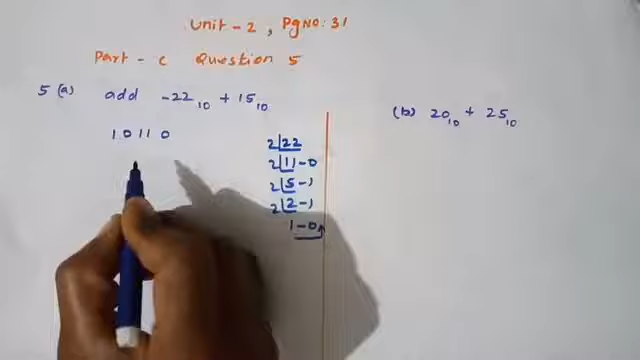 Unit - 2, Pg No: 31
Part - C Question 5
5 (a) add -22₁₀ + 15₁₀
1 0 1 1 0
2 22
2 11 - 0
2 5 - 1
2 2 - 1
1 - 0
(b) 20₁₀ + 25₁₀